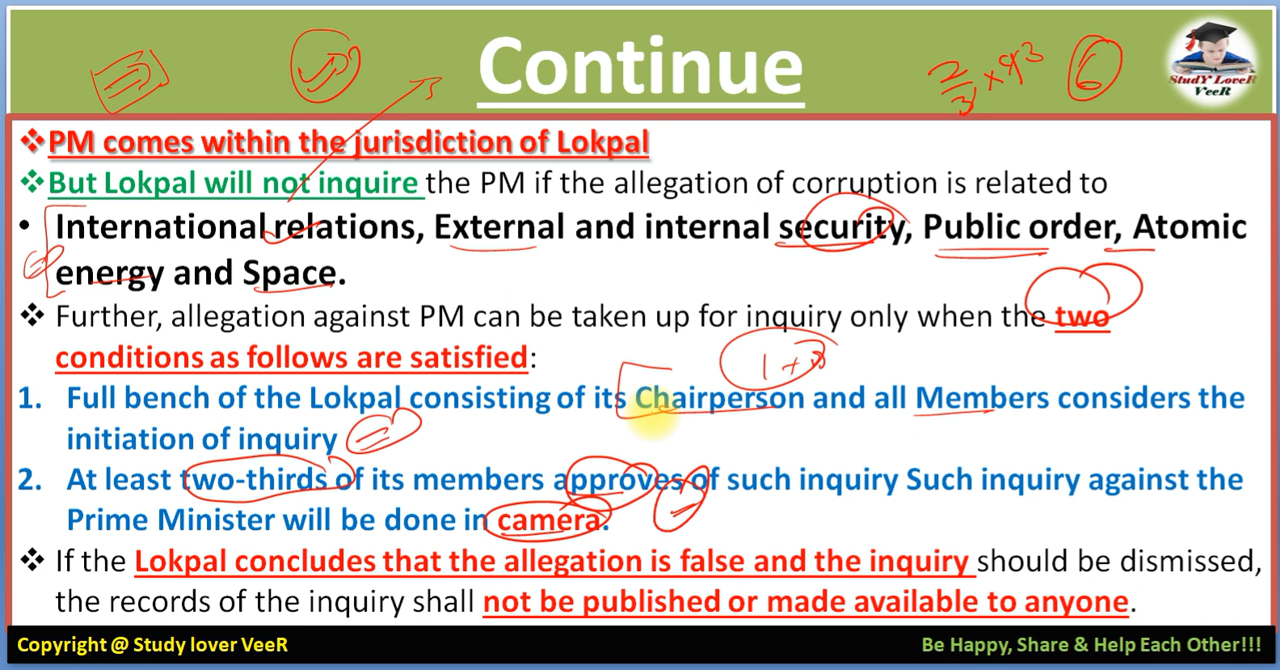 Continue
2/3 × 9 3
6
StudY LoveR
VeeR
❖PM comes within the jurisdiction of Lokpal
❖But Lokpal will not inquire the PM if the allegation of corruption is related to
• International relations, External and internal security, Public order, Atomic
energy and Space.
❖ Further, allegation against PM can be taken up for inquiry only when the two
conditions as follows are satisfied:
1 + 8
1. Full bench of the Lokpal consisting of its Chairperson and all Members considers the
initiation of inquiry
2. At least two-thirds of its members approves of such inquiry Such inquiry against the
Prime Minister will be done in camera.
❖ If the Lokpal concludes that the allegation is false and the inquiry should be dismissed,
the records of the inquiry shall not be published or made available to anyone.
Copyright @ Study lover VeeR
Be Happy, Share & Help Each Other!!!